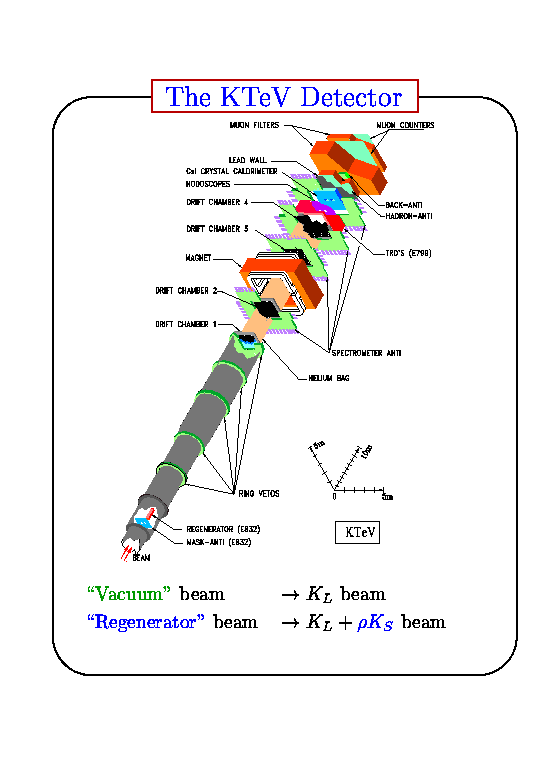 The KTeV Detector
MUON FILTERS
MUON COUNTERS
LEAD WALL
CsI CRYSTAL CALORIMETER
HODOSCOPES
DRIFT CHAMBER 4
BACK-ANTI
HADRON-ANTI
DRIFT CHAMBER 3
TRD'S (E799)
MAGNET
DRIFT CHAMBER 2
DRIFT CHAMBER 1
SPECTROMETER ANTI
HELIUM BAG
7.5m
10m
0
5m
RING VETOS
REGENERATOR (E832)
MASK-ANTI (E832)
BEAM
KTeV
“Vacuum” beam → K_L beam
“Regenerator” beam → K_L + ρK_S beam